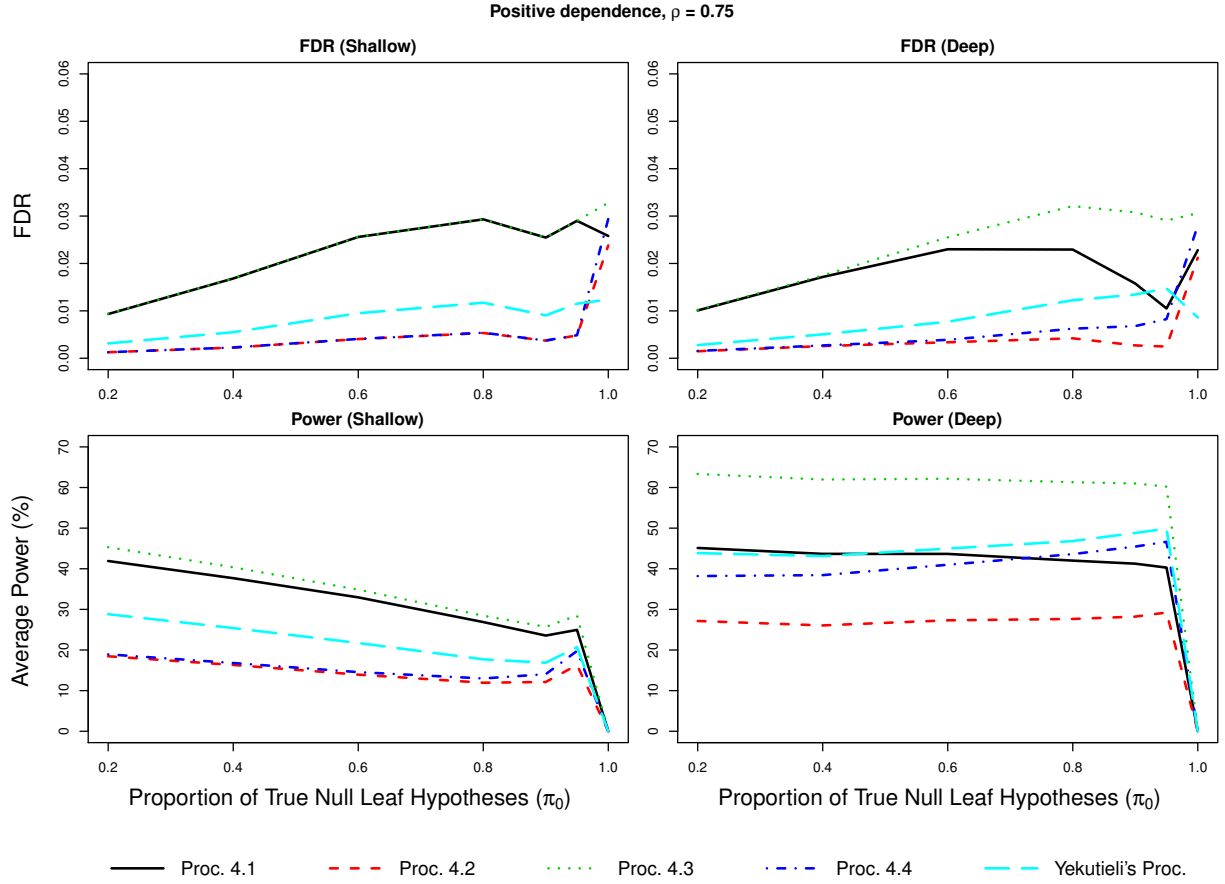 Positive dependence, ρ = 0.75
FDR (Shallow)
FDR
0.06
0.05
0.04
0.03
0.02
0.01
0.00
0.2 0.4 0.6 0.8 1.0
FDR (Deep)
0.06
0.05
0.04
0.03
0.02
0.01
0.00
0.2 0.4 0.6 0.8 1.0
Power (Shallow)
Average Power (%)
70
60
50
40
30
20
10
0
0.2 0.4 0.6 0.8 1.0
Proportion of True Null Leaf Hypotheses (π0)
Power (Deep)
70
60
50
40
30
20
10
0
0.2 0.4 0.6 0.8 1.0
Proportion of True Null Leaf Hypotheses (π0)
Proc. 4.1 Proc. 4.2 Proc. 4.3 Proc. 4.4 Yekutieli's Proc.